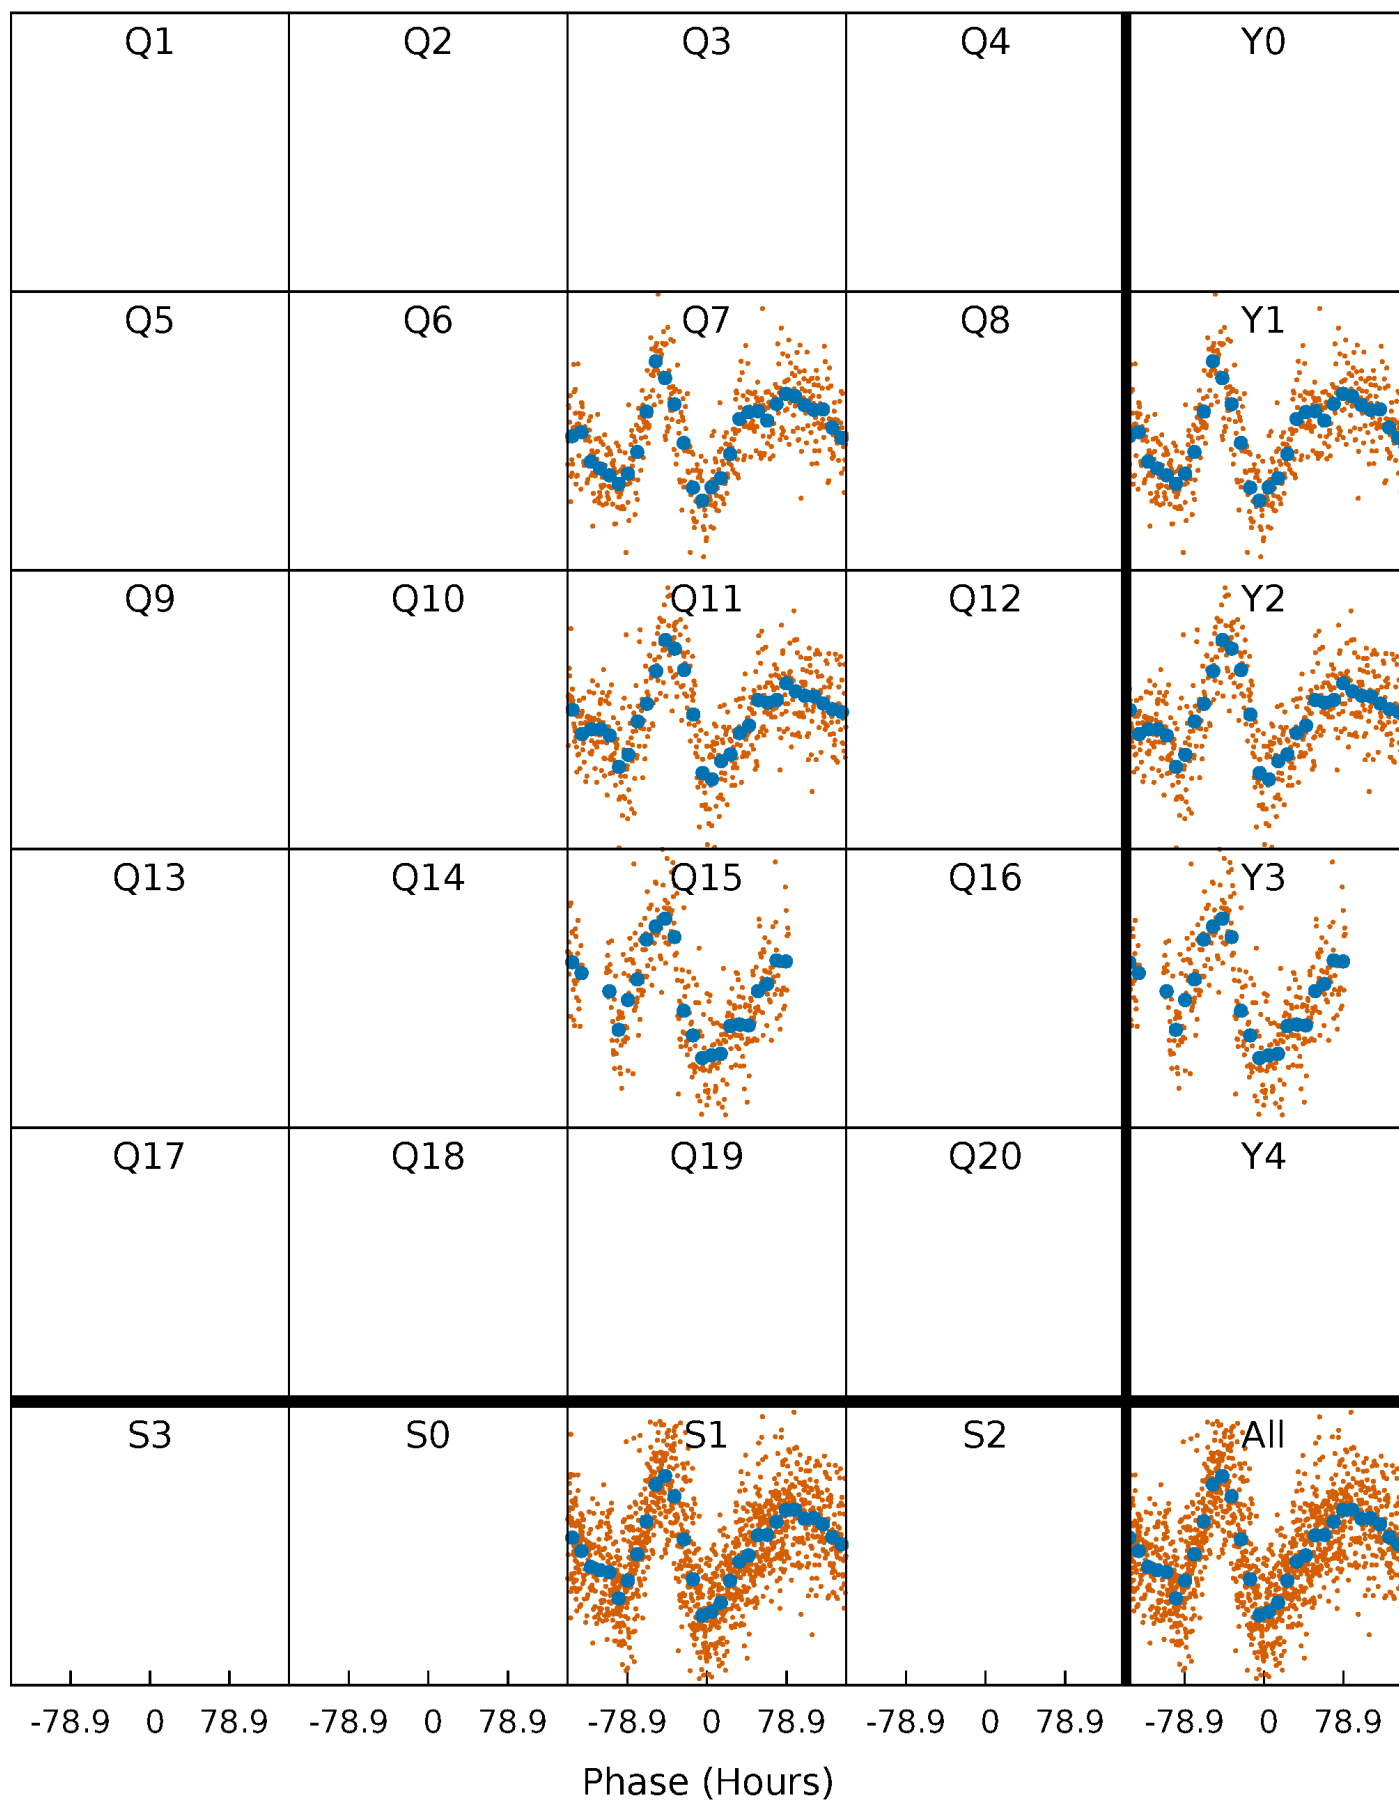 Q1 Q2 Q3 Q4 Y0
Q5 Q6 Q7 Q8 Y1
Q9 Q10 Q11 Q12 Y2
Q13 Q14 Q15 Q16 Y3
Q17 Q18 Q19 Q20 Y4
S3 S0 S1 S2 All
-78.9 0 78.9 -78.9 0 78.9 -78.9 0 78.9 -78.9 0 78.9 -78.9 0 78.9
Phase (Hours)